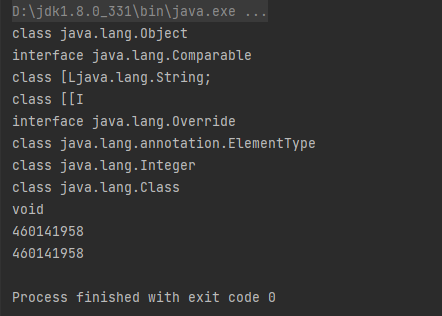 D:\jdk1.8.0_331\bin\java.exe ...
class java.lang.Object
interface java.lang.Comparable
class [Ljava.lang.String;
class [[I
interface java.lang.Override
class java.lang.annotation.ElementType
class java.lang.Integer
class java.lang.Class
void
460141958
460141958
Process finished with exit code 0